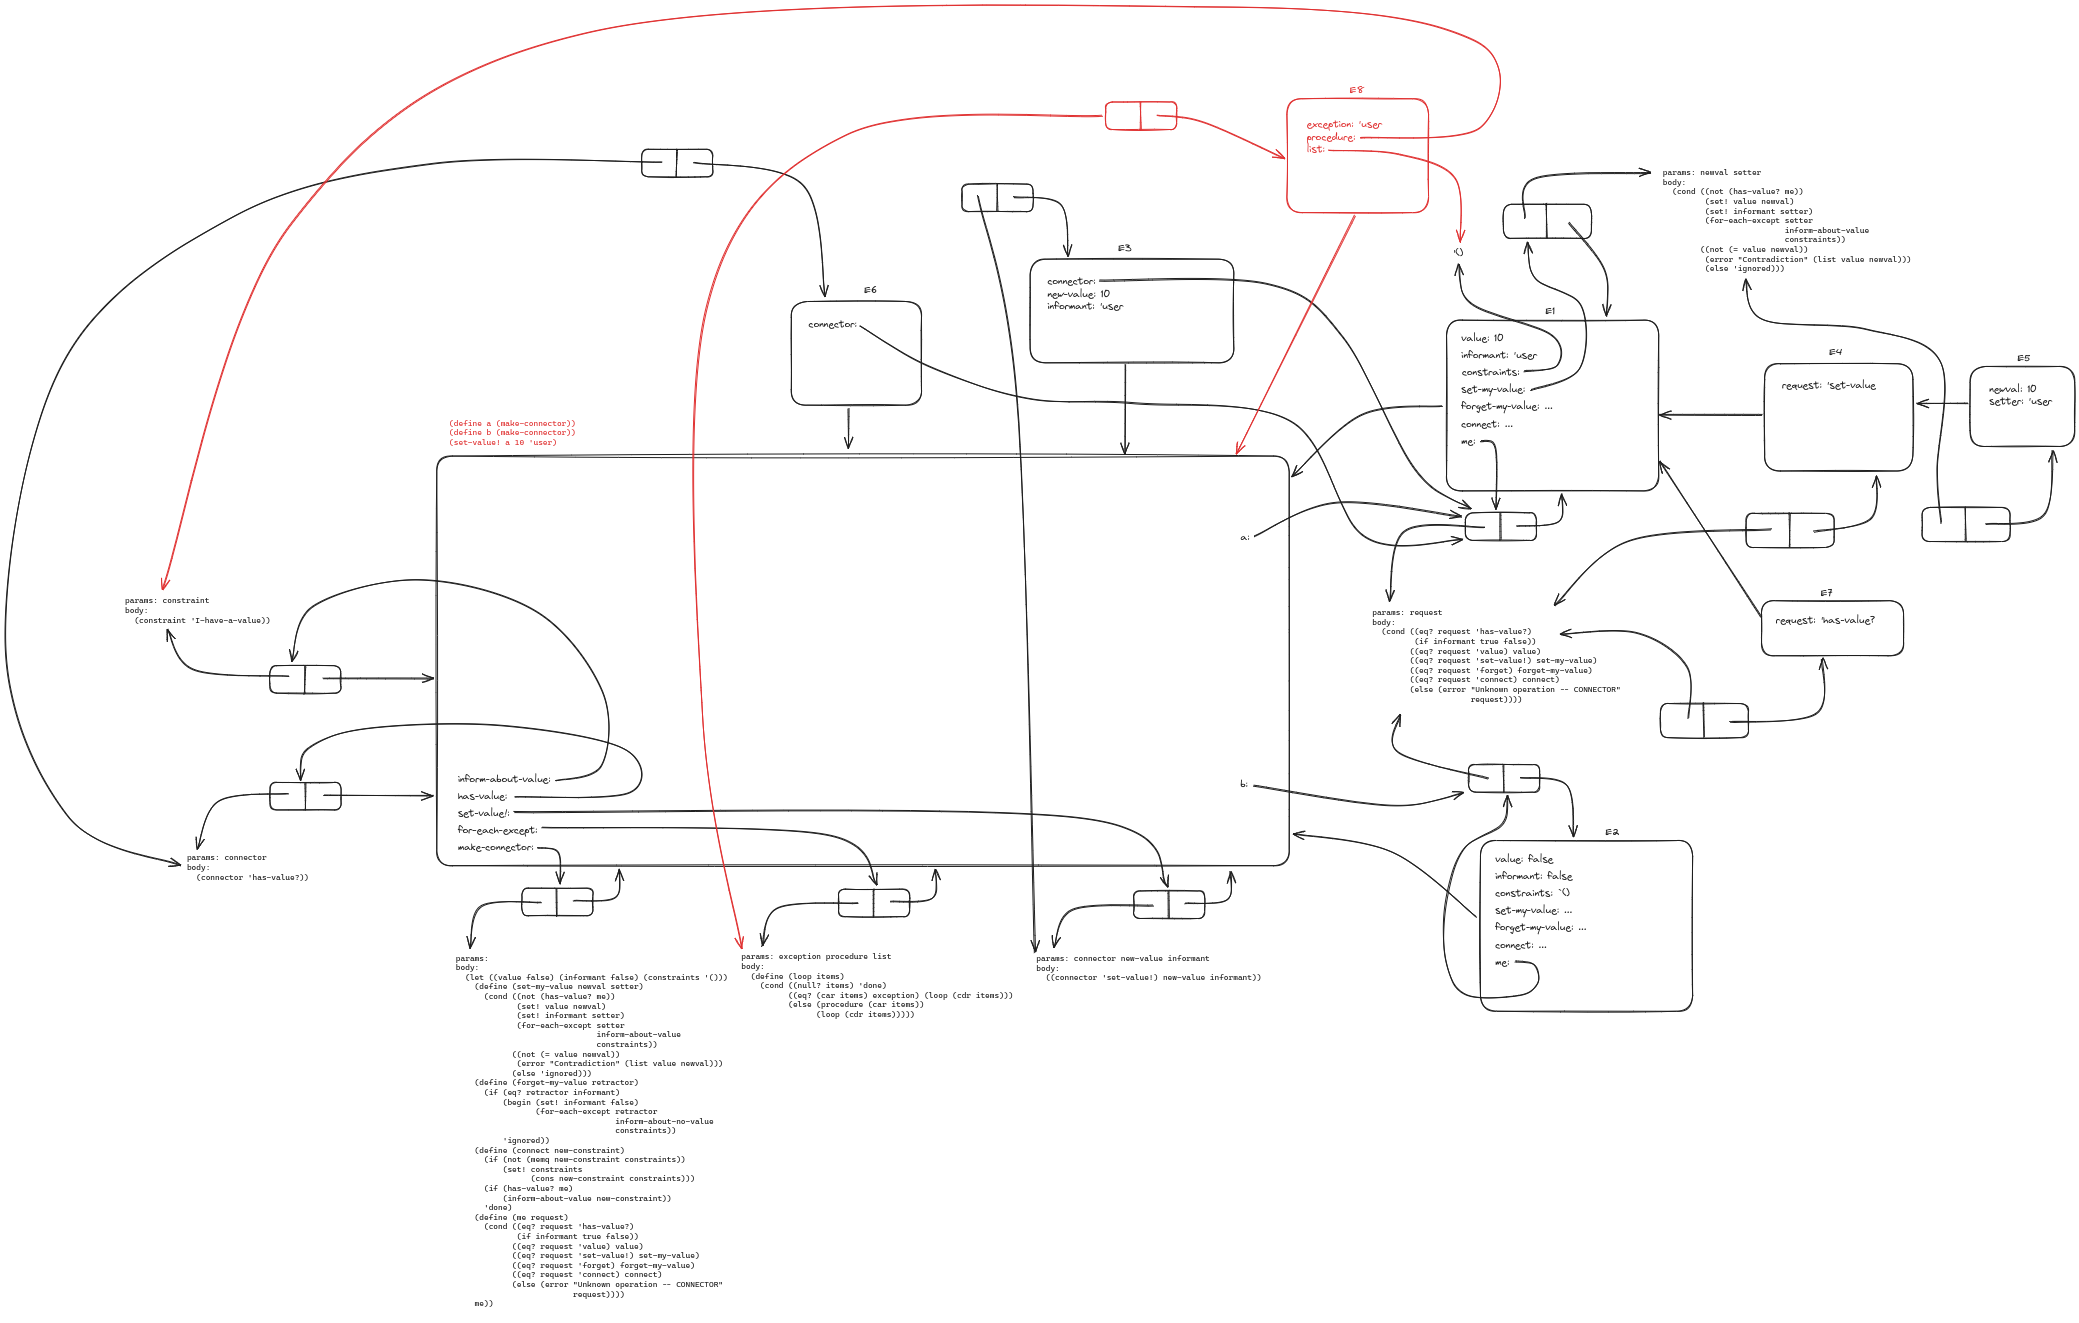 E8
exception: 'user
procedure:
list:
'()
params: newval setter
body:
(cond ((not (has-value? me))
(set! value newval)
(set! informant setter)
(for-each-except setter
inform-about-value
constraints))
((not (= value newval))
(error "Contradiction" (list value newval)))
(else 'ignored)))
E3
connector:
new-value: 10
informant: 'user
E6
connector:
E1
value: 10
informant: 'user
constraints:
set-my-value:
forget-my-value: ...
connect: ...
me:
E4
request: 'set-value
E5
newval: 10
setter: 'user
(define a (make-connector))
(define b (make-connector))
(set-value! a 10 'user)
a:
params: constraint
body:
(constraint 'I-have-a-value))
params: request
body:
(cond ((eq? request 'has-value?)
(if informant true false))
((eq? request 'value) value)
((eq? request 'set-value!) set-my-value)
((eq? request 'forget) forget-my-value)
((eq? request 'connect) connect)
(else (error "Unknown operation -- CONNECTOR"
request))))
E7
request: 'has-value?
inform-about-value:
has-value:
set-value!:
for-each-except:
make-connector:
b:
params: connector
body:
(connector 'has-value?))
E2
value: false
informant: false
constraints: `()
set-my-value: ...
forget-my-value: ...
connect: ...
me:
params:
body:
(let ((value false) (informant false) (constraints '()))
(define (set-my-value newval setter)
(cond ((not (has-value? me))
(set! value newval)
(set! informant setter)
(for-each-except setter
inform-about-value
constraints))
((not (= value newval))
(error "Contradiction" (list value newval)))
(else 'ignored)))
(define (forget-my-value retractor)
(if (eq? retractor informant)
(begin (set! informant false)
(for-each-except retractor
inform-about-no-value
constraints))
'ignored))
(define (connect new-constraint)
(if (not (memq new-constraint constraints))
(set! constraints
(cons new-constraint constraints)))
(if (has-value? me)
(inform-about-value new-constraint))
'done)
(define (me request)
(cond ((eq? request 'has-value?)
(if informant true false))
((eq? request 'value) value)
((eq? request 'set-value!) set-my-value)
((eq? request 'forget) forget-my-value)
((eq? request 'connect) connect)
(else (error "Unknown operation -- CONNECTOR"
request))))
me))
params: exception procedure list
body:
(define (loop items)
(cond ((null? items) 'done)
((eq? (car items) exception) (loop (cdr items)))
(else (procedure (car items))
(loop (cdr items)))))
params: connector new-value informant
body:
((connector 'set-value!) new-value informant))